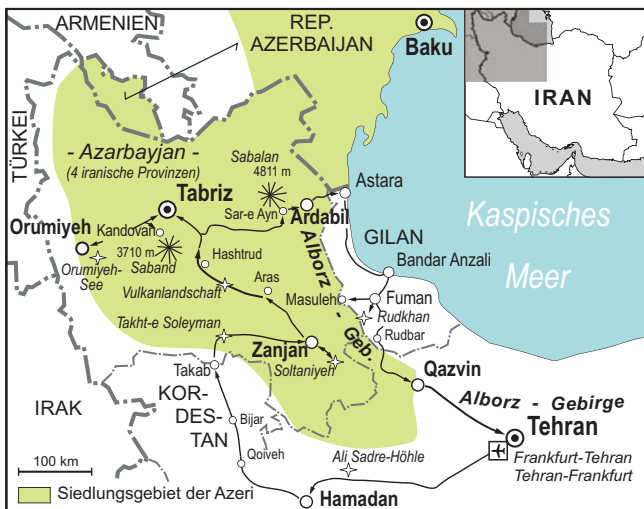 ARMENIEN
REP.
AZERBAIJAN
Baku
IRAN
TÜRKEI
- Azarbayjan -
(4 iranische Provinzen)
Sabalan
4811 m
Tabriz
Astara
Sar-e Ayn
Ardabil
Orumiyeh
Kandovan
3710 m
Saband
Orumiyeh-
See
Hashtrud
GILAN
Kaspisches
Meer
Bandar Anzali
Vulkanlandschaft
Aras
Alborz - Geb.
Masuleh
Fuman
Rudkhan
Rudbar
Takht-e Soleyman
Zanjan
Soltaniyeh
Takab
Qazvin
KOR-
DES-
TAN
IRAK
Alborz - Gebirge
Bijar
Tehran
Qoiveh
Ali Sadre-Höhle
Frankfurt-Tehran
Tehran-Frankfurt
100 km
Siedlungsgebiet der Azeri
Hamadan